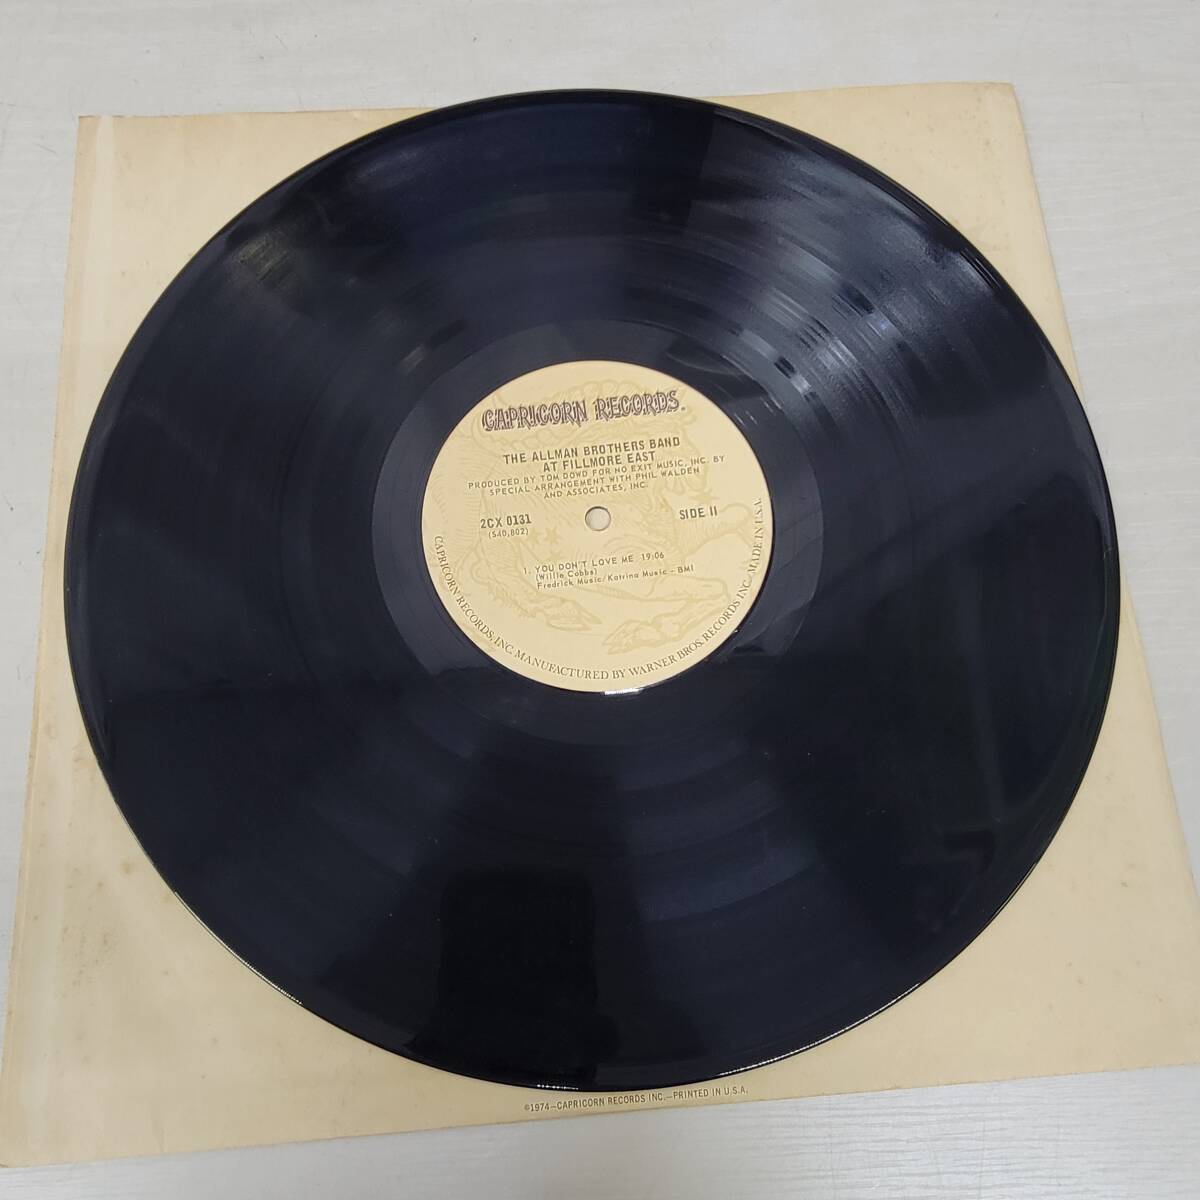 CAPRICORN RECORDS.
THE ALLMAN BROTHERS BAND
AT FILLMORE EAST
PRODUCED BY TOM DOWD FOR NO EXIT MUSIC, INC. BY
SPECIAL ARRANGEMENT WITH PHIL WALDEN
AND ASSOCIATES, INC.
2CX 0131
(S40,802)
SIDE II
1. YOU DON'T LOVE ME 19:06
(Willie Cobbs)
Fredrick Music/Katrina Music - BMI
CAPRICORN RECORDS, INC. MANUFACTURED BY WARNER BROS. RECORDS INC. MADE IN U.S.A.
©1974—CAPRICORN RECORDS INC.—PRINTED IN U.S.A.